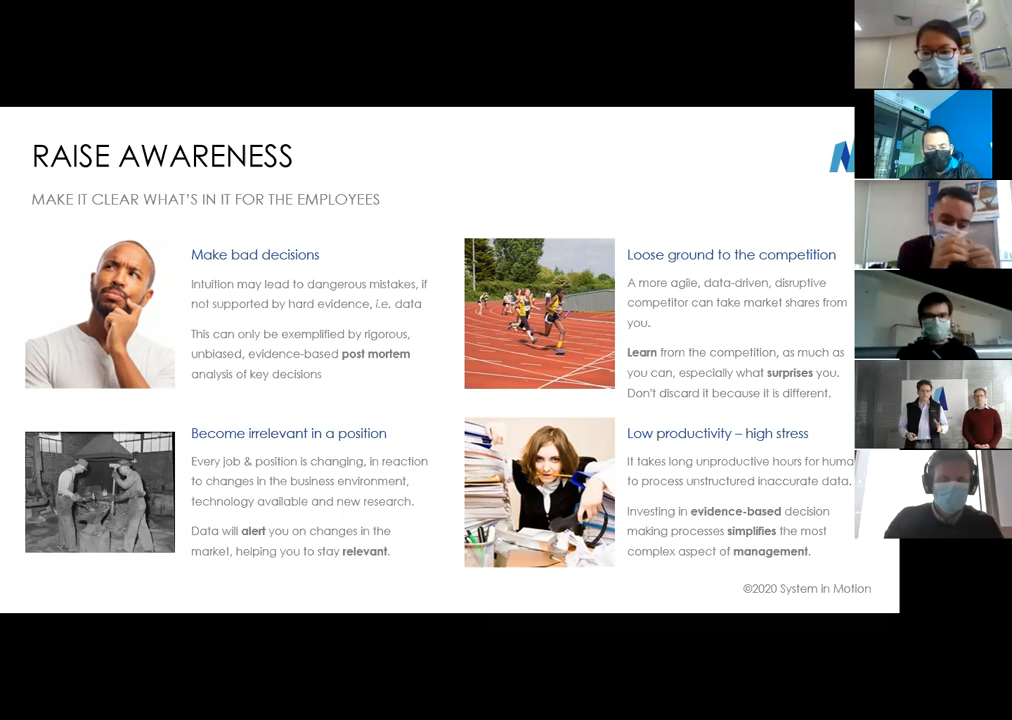 RAISE AWARENESS
MAKE IT CLEAR WHAT'S IN IT FOR THE EMPLOYEES
Make bad decisions
Intuition may lead to dangerous mistakes, if
not supported by hard evidence, i.e. data
This can only be exemplified by rigorous,
unbiased, evidence-based post mortem
analysis of key decisions
Loose ground to the competition
A more agile, data-driven, disruptive
competitor can take market shares from
you.
Learn from the competition, as much as
you can, especially what surprises you.
Don't discard it because it is different.
Become irrelevant in a position
Every job & position is changing, in reaction
to changes in the business environment,
technology available and new research.
Data will alert you on changes in the
market, helping you to stay relevant.
Low productivity – high stress
It takes long unproductive hours for huma
to process unstructured inaccurate data.
Investing in evidence-based decision
making processes simplifies the most
complex aspect of management.
©2020 System in Motion